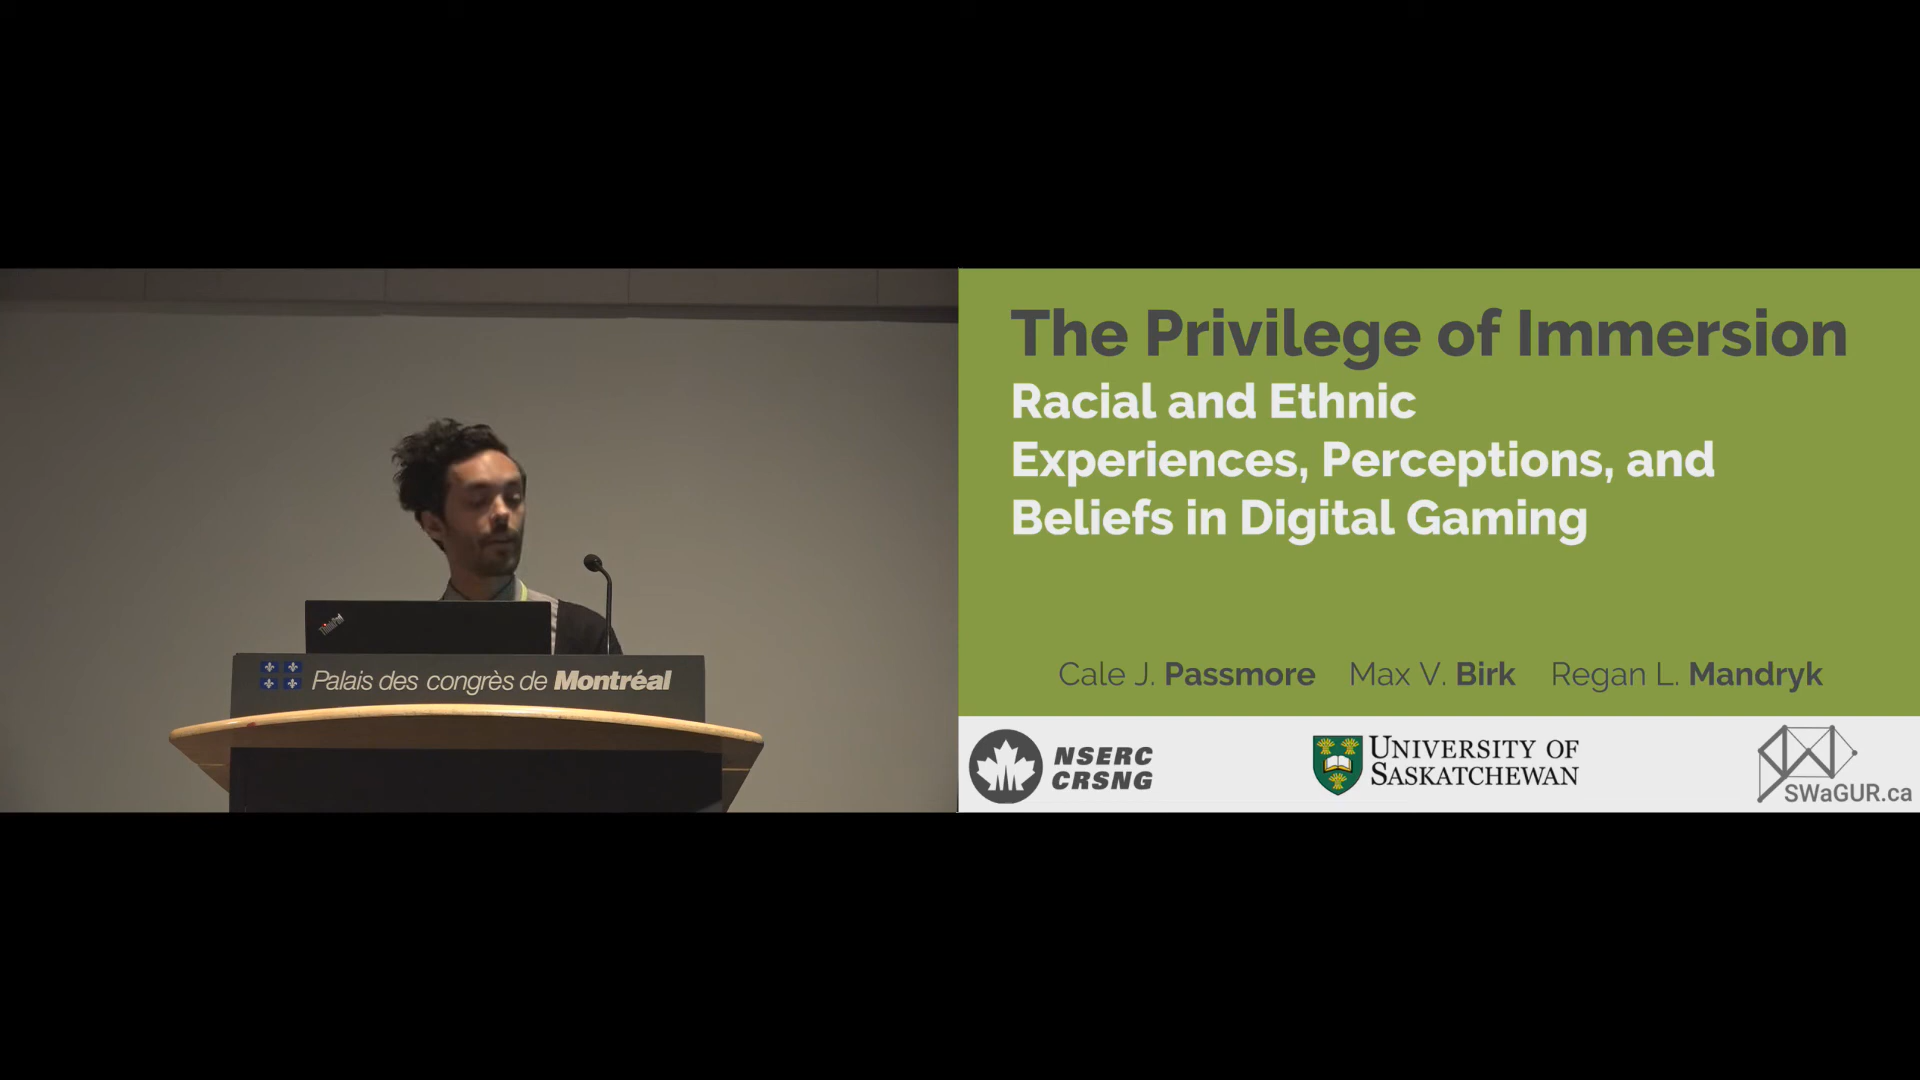 The Privilege of Immersion
Racial and Ethnic
Experiences, Perceptions, and
Beliefs in Digital Gaming
Cale J. Passmore Max V. Birk Regan L. Mandryk
NSERC
CRSNG
UNIVERSITY OF
SASKATCHEWAN
SWaGUR.ca
ThinkPad
Palais des congrès de Montréal